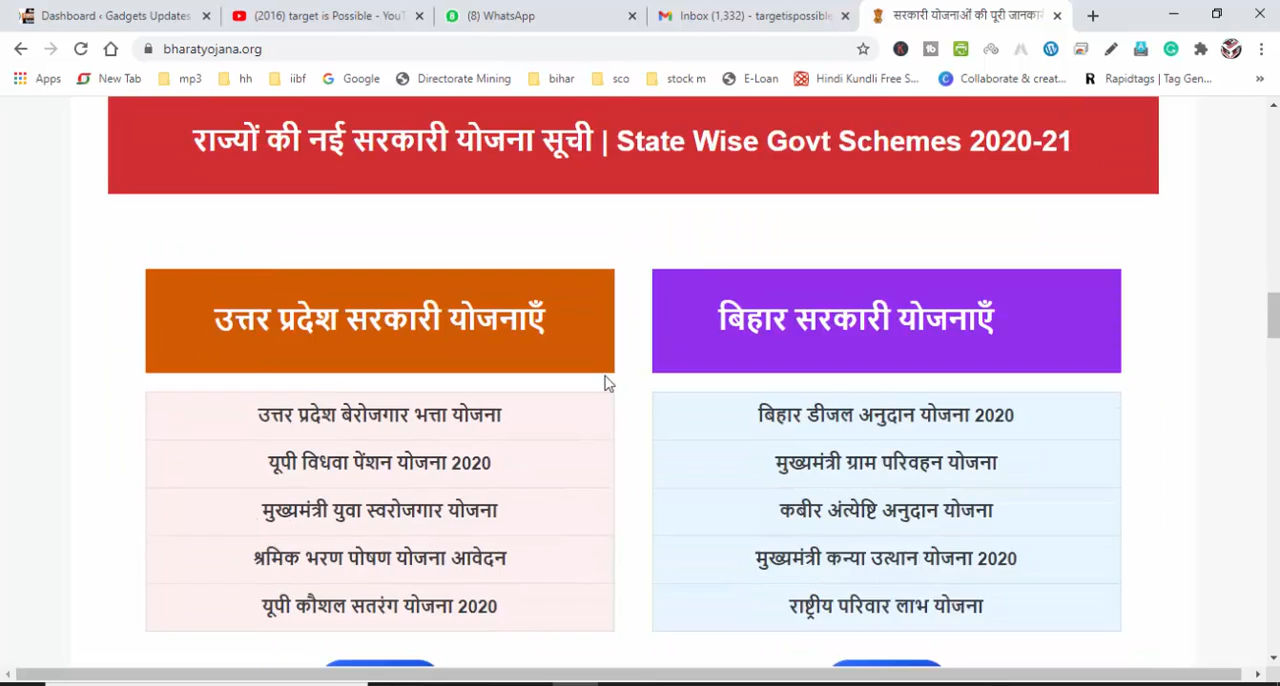 Dashboard ‹ Gadgets Updates
(2016) target is Possible - YouT
(8) WhatsApp
Inbox (1,332) - targetispossible
सरकारी योजनाओं की पूरी जानकार
bharatyojana.org
Apps
New Tab
mp3
hh
iibf
Google
Directorate Mining
bihar
sco
stock m
E-Loan
Hindi Kundli Free S...
Collaborate & creat...
Rapidtags | Tag Gen...
राज्यों की नई सरकारी योजना सूची | State Wise Govt Schemes 2020-21
उत्तर प्रदेश सरकारी योजनाएँ
उत्तर प्रदेश बेरोजगार भत्ता योजना
यूपी विधवा पेंशन योजना 2020
मुख्यमंत्री युवा स्वरोजगार योजना
श्रमिक भरण पोषण योजना आवेदन
यूपी कौशल सतरंग योजना 2020
बिहार सरकारी योजनाएँ
बिहार डीजल अनुदान योजना 2020
मुख्यमंत्री ग्राम परिवहन योजना
कबीर अंत्येष्टि अनुदान योजना
मुख्यमंत्री कन्या उत्थान योजना 2020
राष्ट्रीय परिवार लाभ योजना